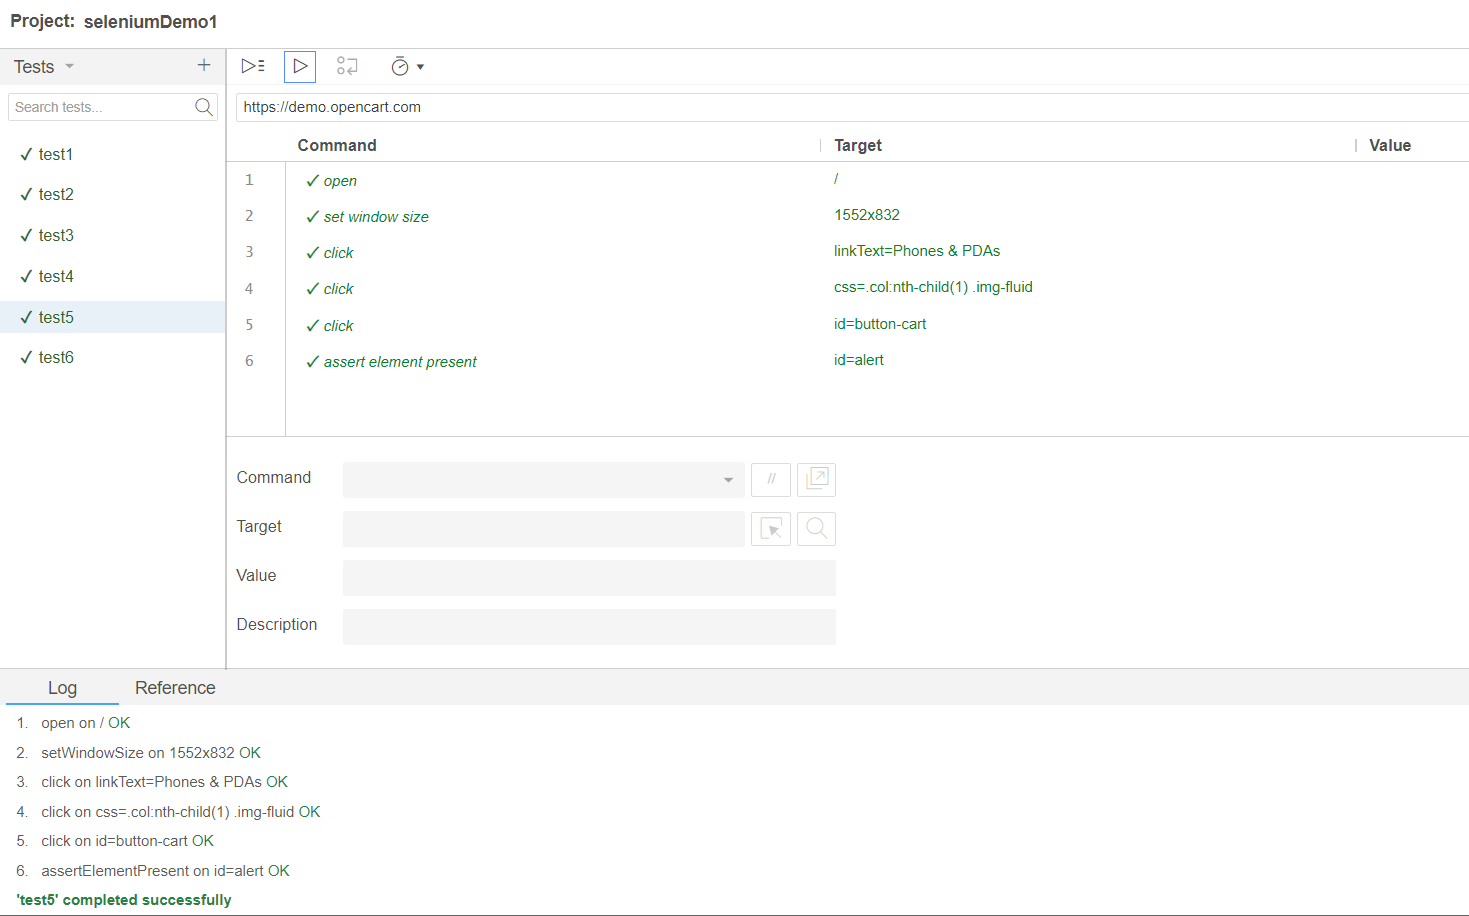 Project: seleniumDemo1
Tests +
Search tests...
test1
test2
test3
test4
test5
test6
https://demo.opencart.com
Command Target Value
1 open /
2 set window size 1552x832
3 click linkText=Phones & PDAs
4 click css=.col:nth-child(1) .img-fluid
5 click id=button-cart
6 assert element present id=alert
Command //
Target
Value
Description
Log Reference
1. open on / OK
2. setWindowSize on 1552x832 OK
3. click on linkText=Phones & PDAs OK
4. click on css=.col:nth-child(1) .img-fluid OK
5. click on id=button-cart OK
6. assertElementPresent on id=alert OK
'test5' completed successfully